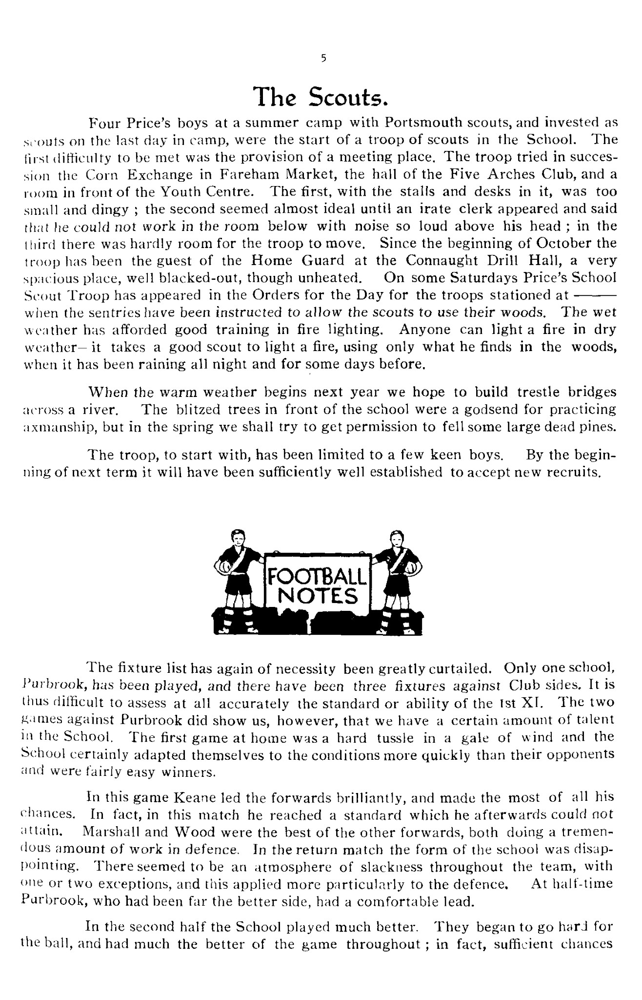 5
The Scouts.
Four Price's boys at a summer camp with Portsmouth scouts, and invested as
scouts on the last day in camp, were the start of a troop of scouts in the School. The
first difficulty to be met was the provision of a meeting place. The troop tried in succes-
sion the Corn Exchange in Fareham Market, the hall of the Five Arches Club, and a
room in front of the Youth Centre. The first, with the stalls and desks in it, was too
small and dingy ; the second seemed almost ideal until an irate clerk appeared and said
that he could not work in the room below with noise so loud above his head ; in the
third there was hardly room for the troop to move. Since the beginning of October the
troop has been the guest of the Home Guard at the Connaught Drill Hall, a very
spacious place, well blacked-out, though unheated. On some Saturdays Price's School
Scout Troop has appeared in the Orders for the Day for the troops stationed at ———
when the sentries have been instructed to allow the scouts to use their woods. The wet
weather has afforded good training in fire lighting. Anyone can light a fire in dry
weather– it takes a good scout to light a fire, using only what he finds in the woods,
when it has been raining all night and for some days before.
When the warm weather begins next year we hope to build trestle bridges
across a river. The blitzed trees in front of the school were a godsend for practicing
axmanship, but in the spring we shall try to get permission to fell some large dead pines.
The troop, to start with, has been limited to a few keen boys. By the begin-
ning of next term it will have been sufficiently well established to accept new recruits.
FOOTBALL
NOTES
The fixture list has again of necessity been greatly curtailed. Only one school,
Purbrook, has been played, and there have been three fixtures against Club sides. It is
thus difficult to assess at all accurately the standard or ability of the 1st XI. The two
games against Purbrook did show us, however, that we have a certain amount of talent
in the School. The first game at home was a hard tussle in a gale of wind and the
School certainly adapted themselves to the conditions more quickly than their opponents
and were fairly easy winners.
In this game Keane led the forwards brilliantly, and made the most of all his
chances. In fact, in this match he reached a standard which he afterwards could not
attain. Marshall and Wood were the best of the other forwards, both doing a tremen-
dous amount of work in defence. In the return match the form of the school was disap-
pointing. There seemed to be an atmosphere of slackness throughout the team, with
one or two exceptions, and this applied more particularly to the defence. At half-time
Purbrook, who had been far the better side, had a comfortable lead.
In the second half the School played much better. They began to go hard for
the ball, and had much the better of the game throughout ; in fact, sufficient chances